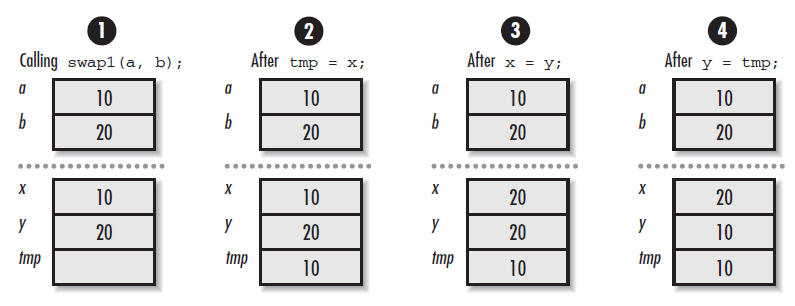 1 2 3 4
Calling swap1(a, b); After tmp = x; After x = y; After y = tmp;
a 10 a 10 a 10 a 10
b 20 b 20 b 20 b 20
x 10 x 10 x 20 x 20
y 20 y 20 y 20 y 10
tmp tmp 10 tmp 10 tmp 10